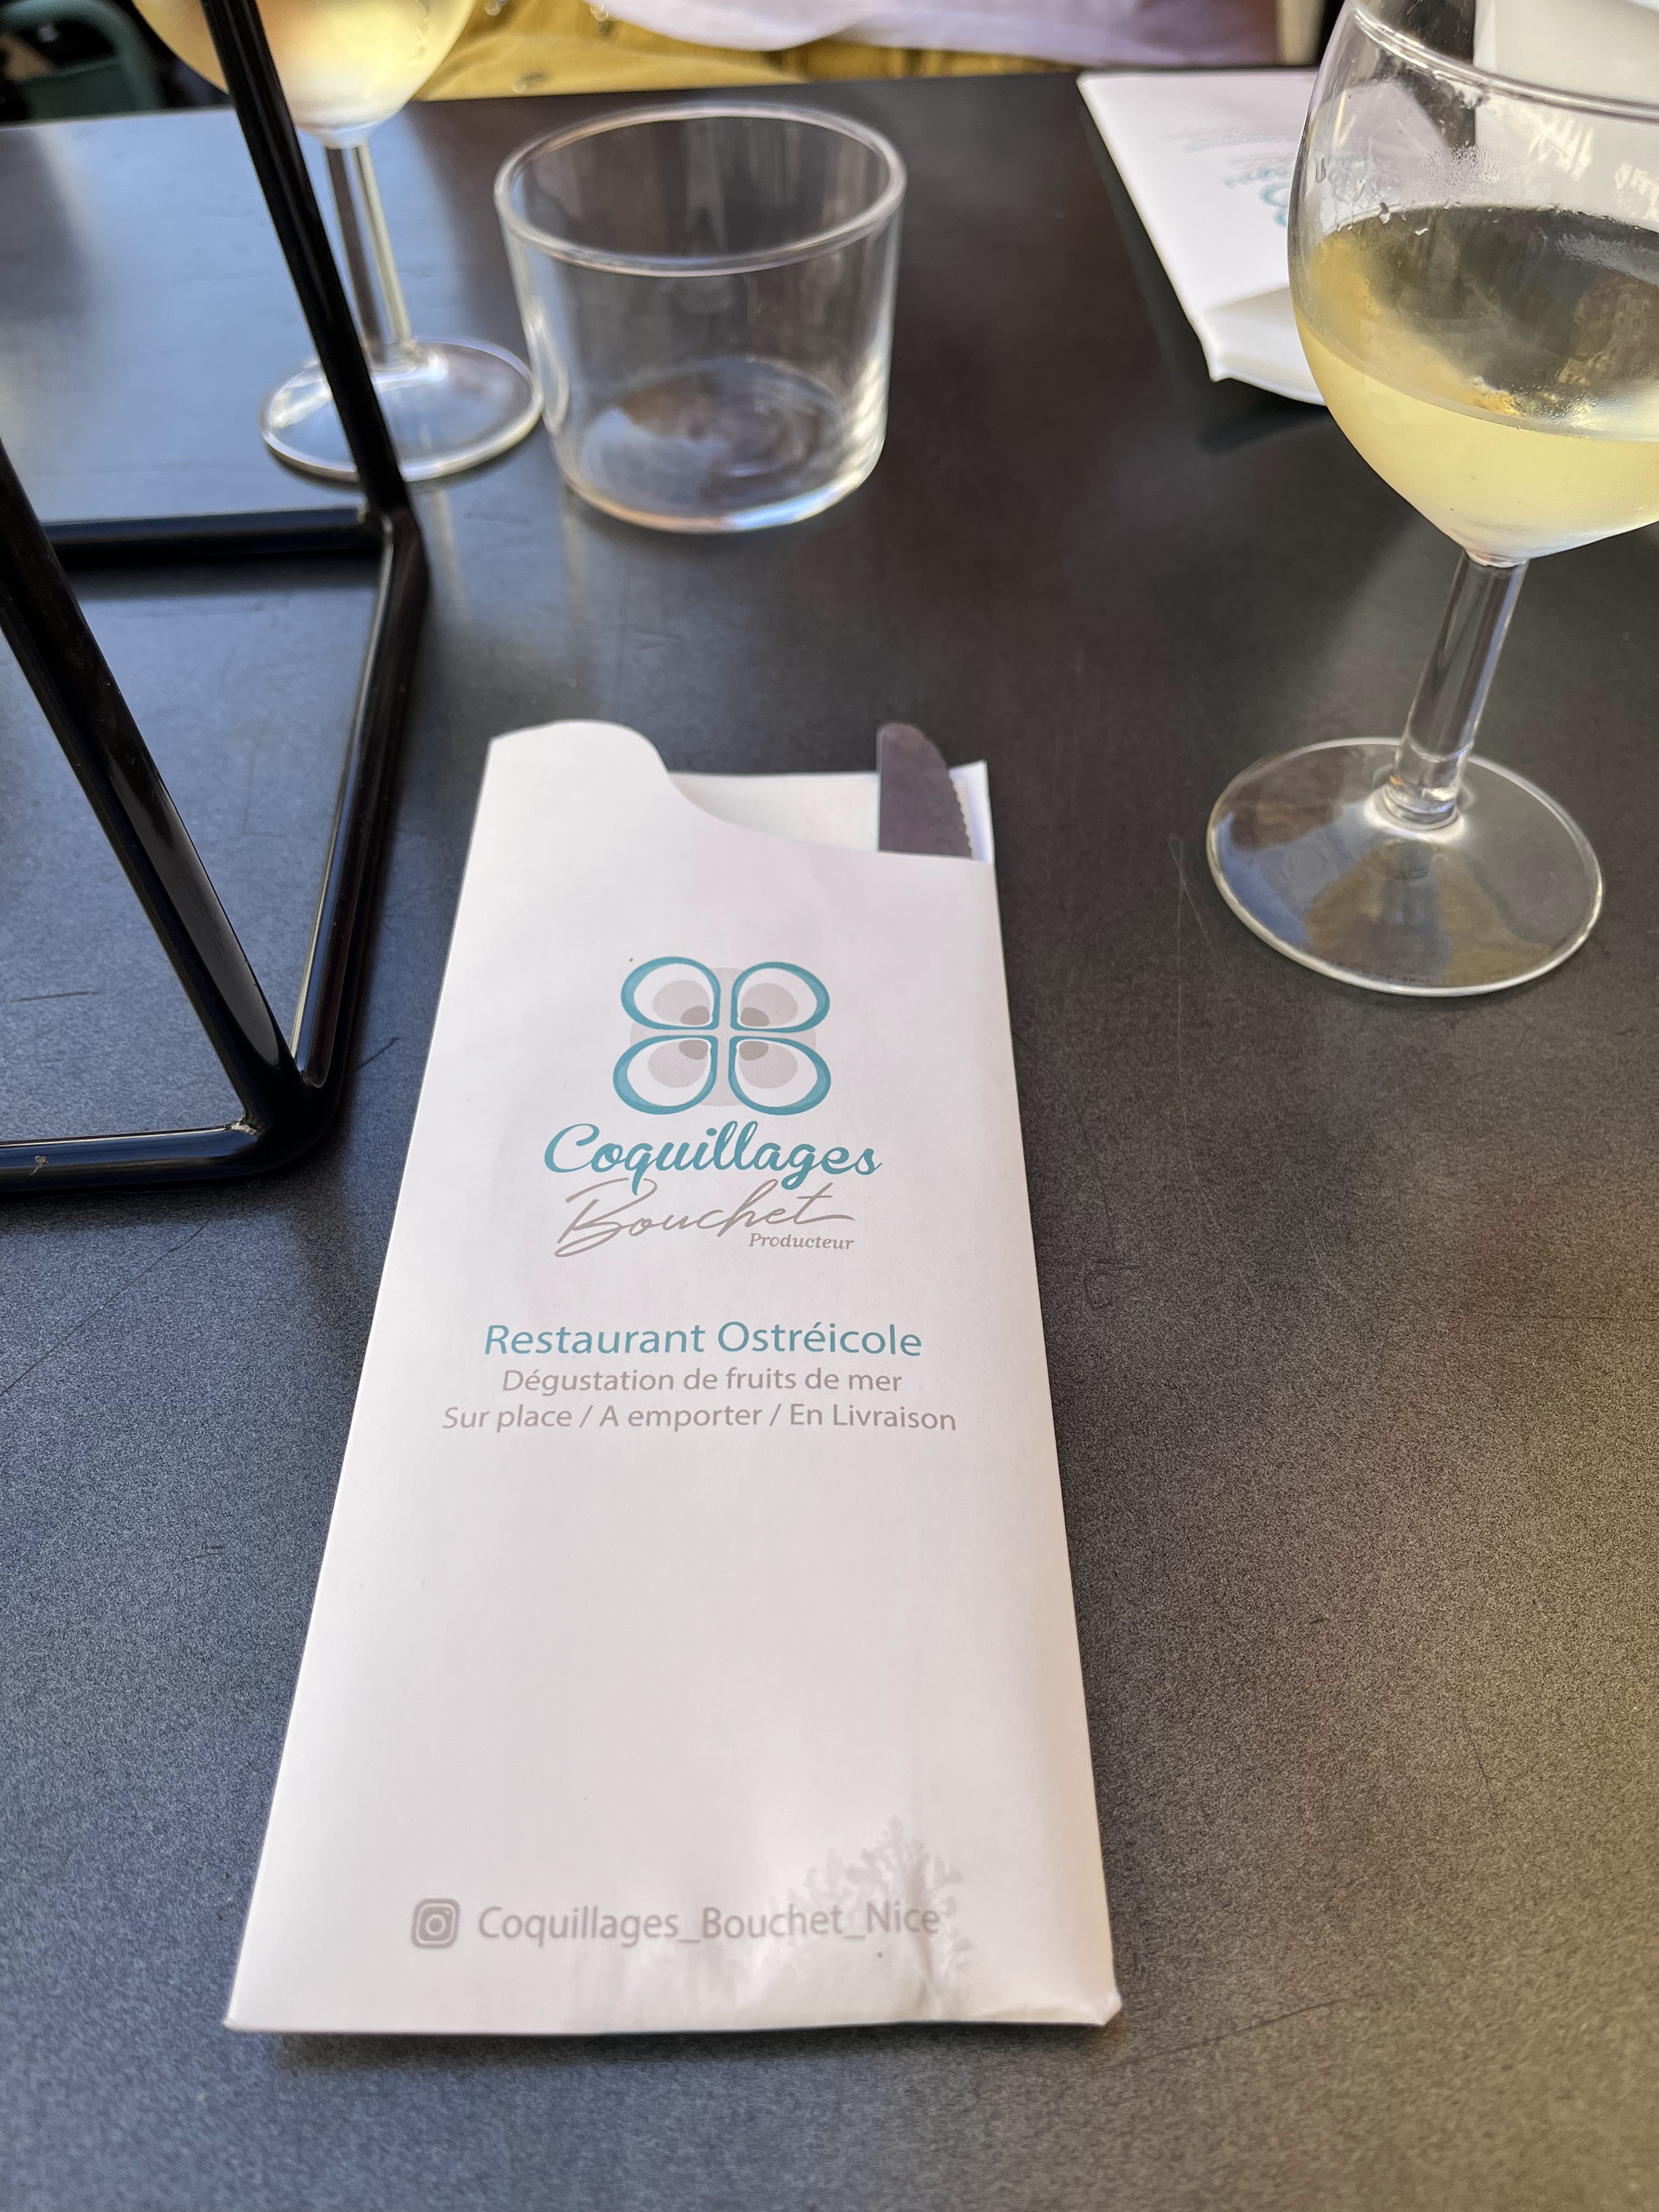 Coquillages
Bouchet
Producteur
Restaurant Ostréicole
Dégustation de fruits de mer
Sur place / A emporter / En Livraison
Coquillages_Bouchet_Nice